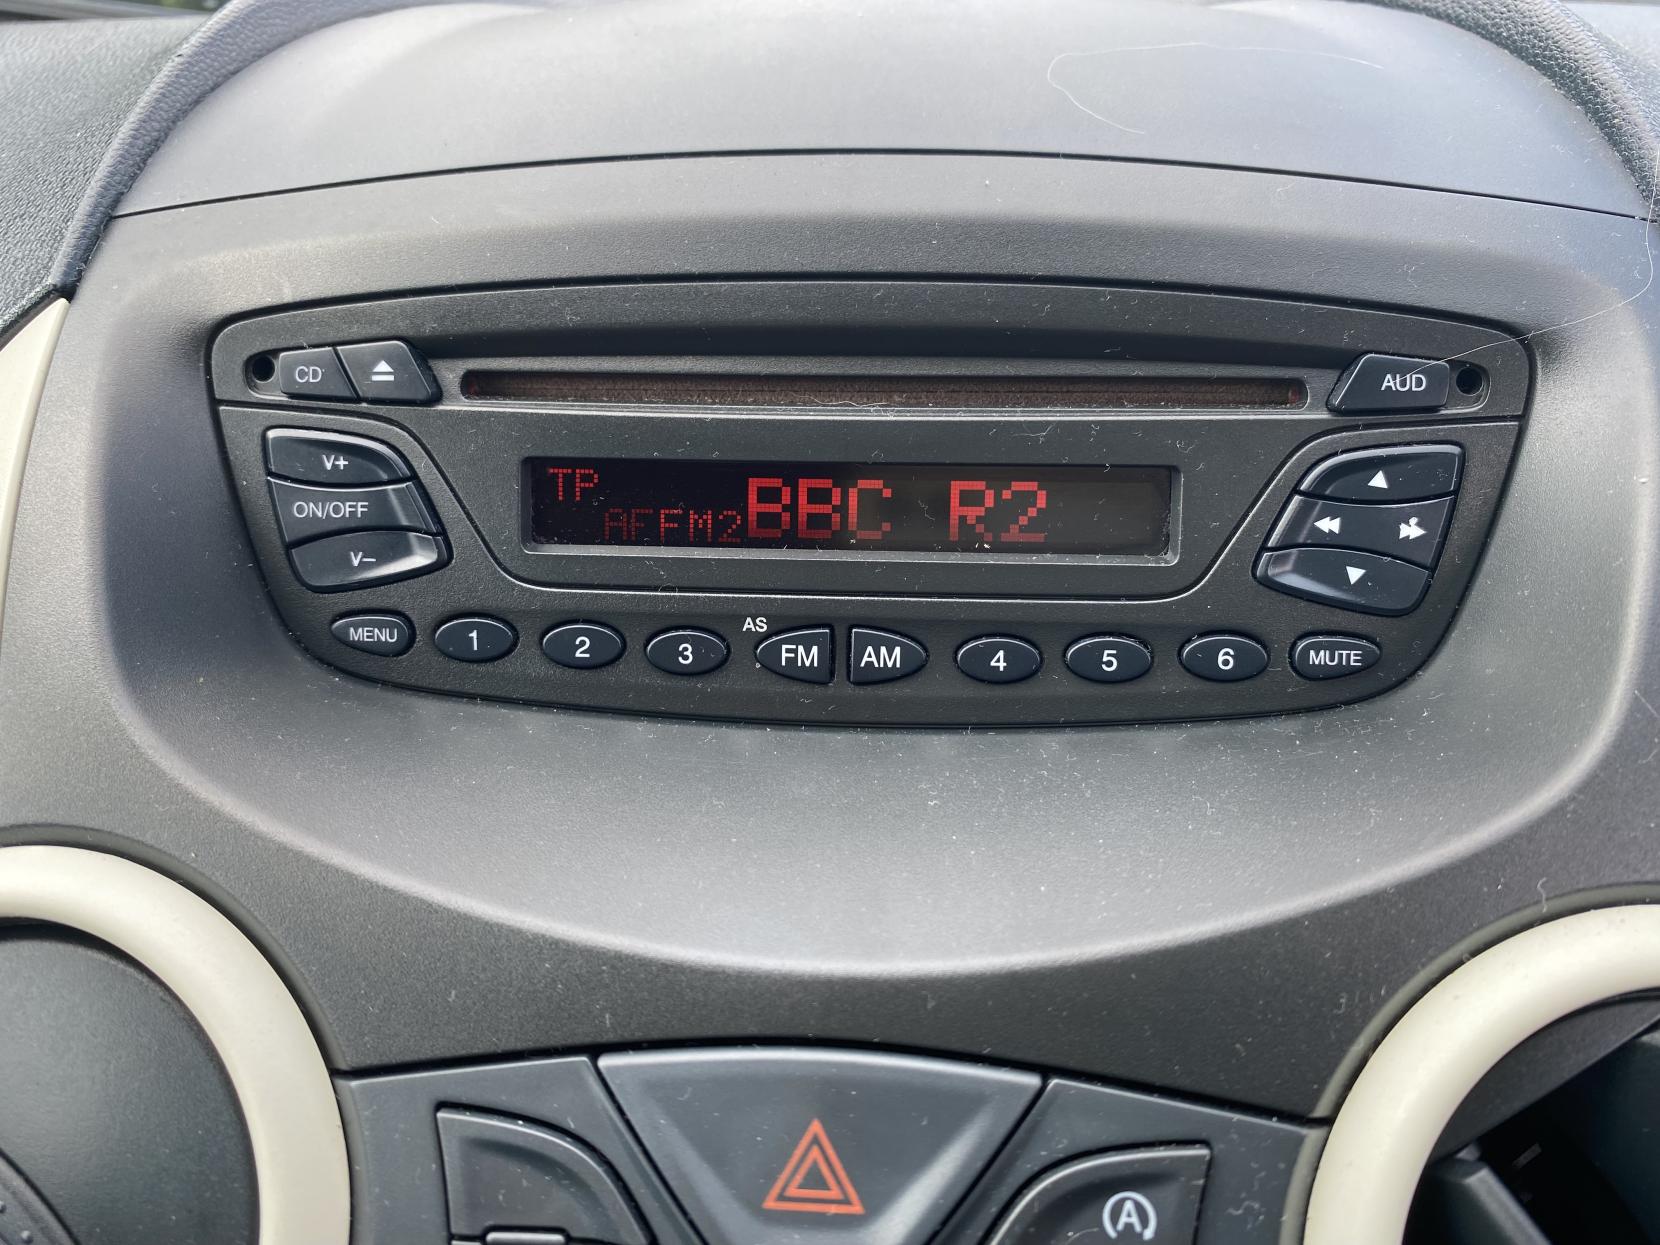 CD
AUD
V+
ON/OFF
V–
TP
AF FM2 BBC R2
MENU
1
2
3
AS
FM
AM
4
5
6
MUTE
A